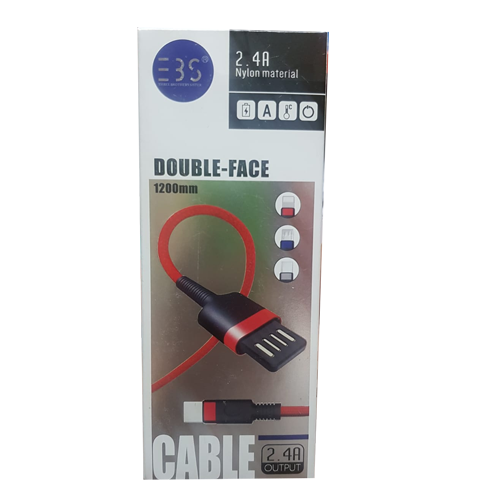 EBS®
2.4A
Nylon material
A
°C
DOUBLE-FACE
1200mm
CABLE
2.4A
OUTPUT